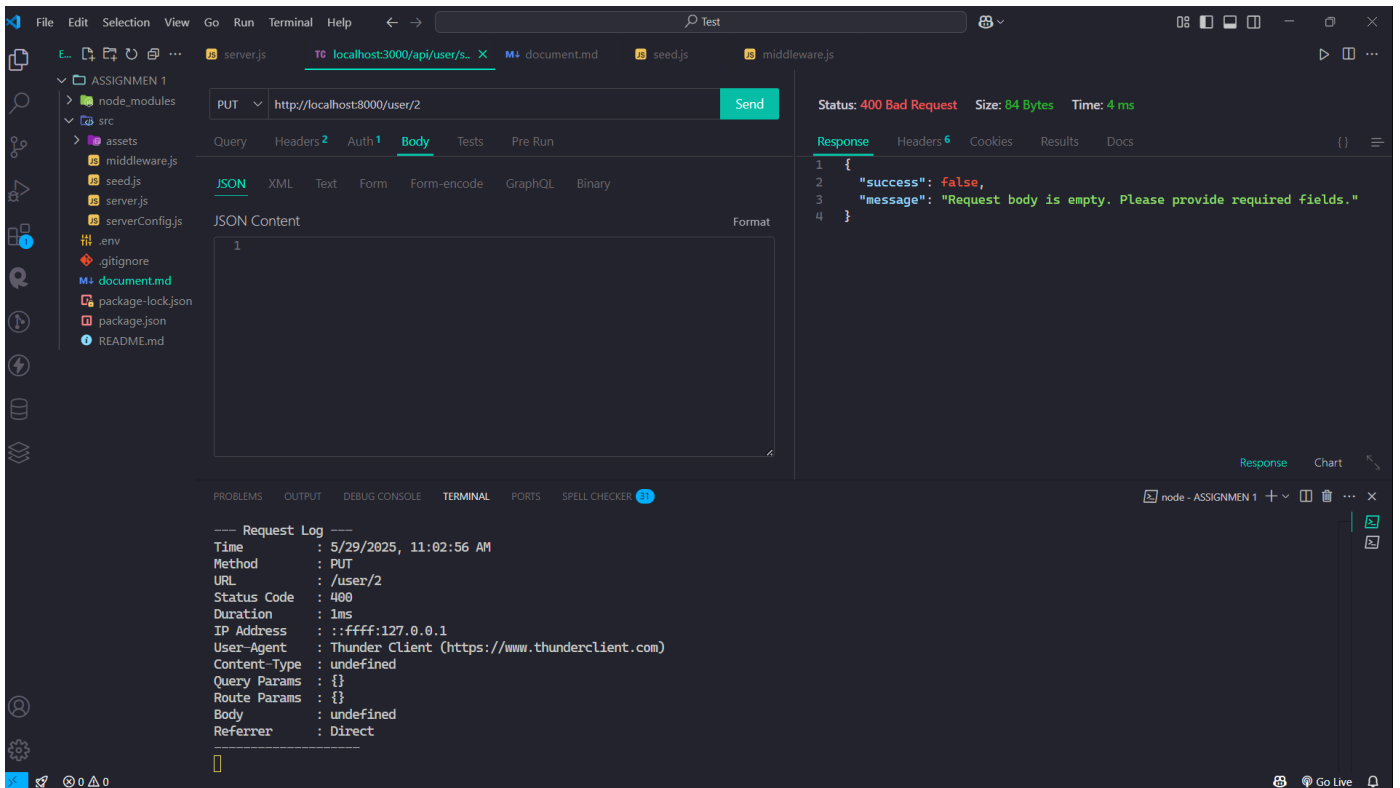 File Edit Selection View Go Run Terminal Help
Test
E...
server.js
TC localhost:3000/api/user/s..
document.md
seed.js
middleware.js
ASSIGNMEN 1
node_modules
src
assets
middleware.js
seed.js
server.js
serverConfig.js
.env
.gitignore
document.md
package-lock.json
package.json
README.md
PUT http://localhost:8000/user/2 Send
Query Headers 2 Auth 1 Body Tests Pre Run
JSON XML Text Form Form-encode GraphQL Binary
JSON Content Format
1
Status: 400 Bad Request Size: 84 Bytes Time: 4 ms
Response Headers 6 Cookies Results Docs {}
1 {
2 "success": false,
3 "message": "Request body is empty. Please provide required fields."
4 }
Response Chart
PROBLEMS OUTPUT DEBUG CONSOLE TERMINAL PORTS SPELL CHECKER 31
node - ASSIGNMEN 1
--- Request Log ---
Time : 5/29/2025, 11:02:56 AM
Method : PUT
URL : /user/2
Status Code : 400
Duration : 1ms
IP Address : ::ffff:127.0.0.1
User-Agent : Thunder Client (https://www.thunderclient.com)
Content-Type : undefined
Query Params : {}
Route Params : {}
Body : undefined
Referrer : Direct
--------------------
0 0
Go Live